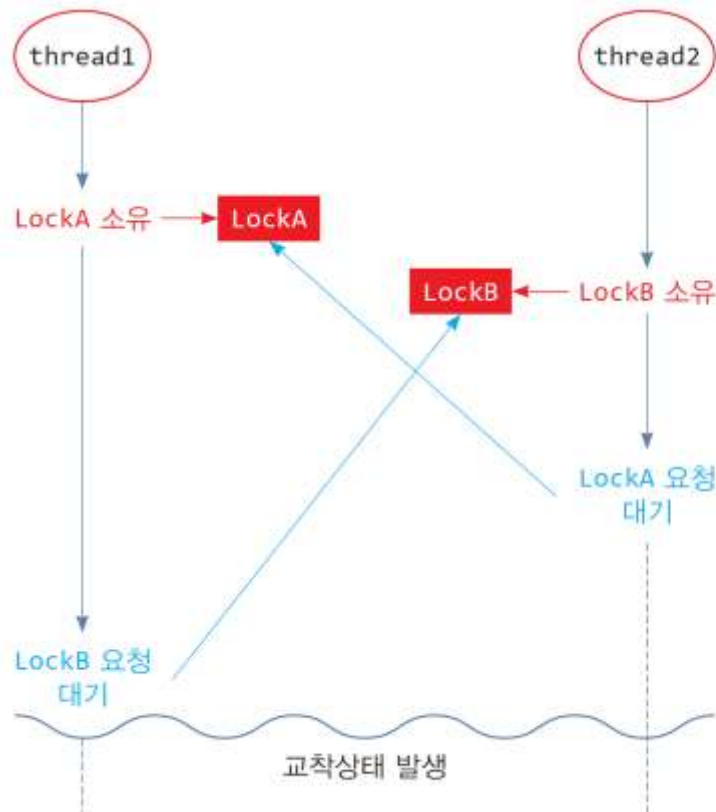 thread1
thread2
LockA 소유
LockA
LockB
LockB 소유
LockA 요청
대기
LockB 요청
대기
교착상태 발생